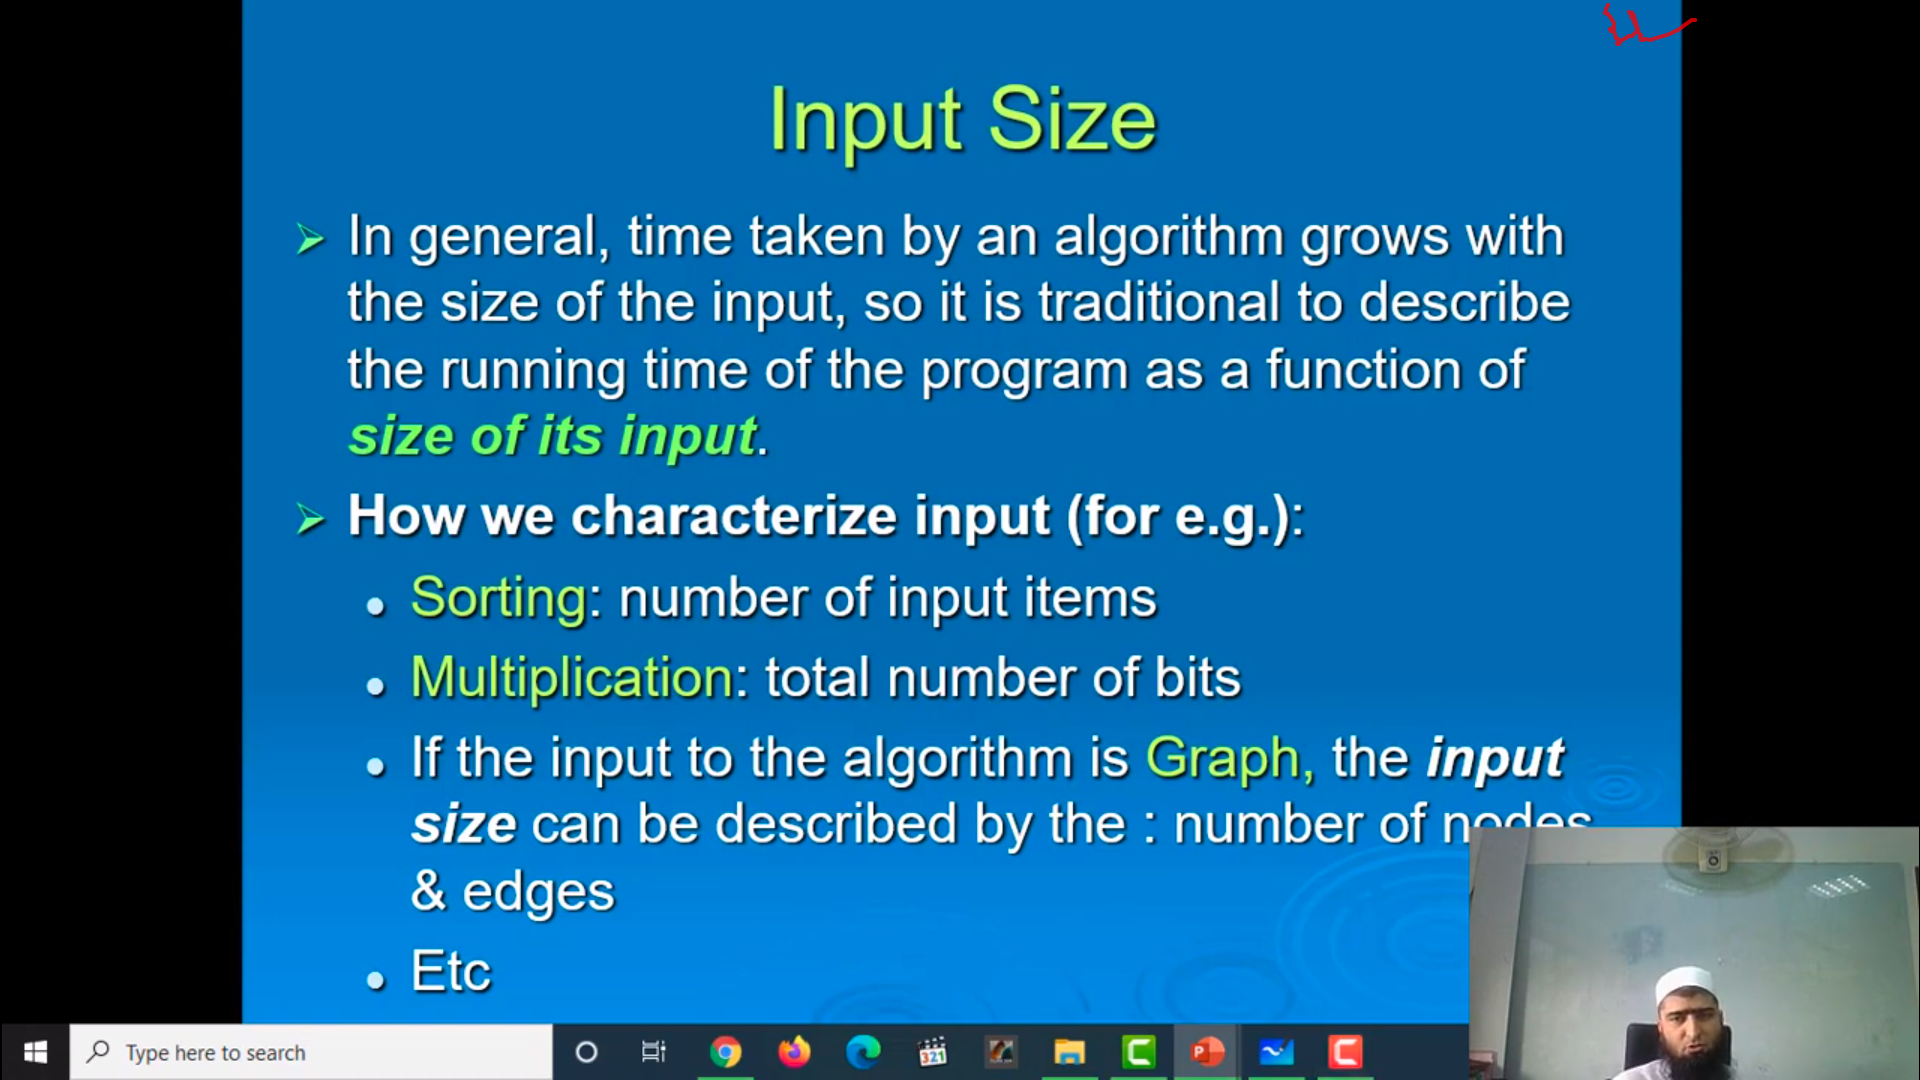 Input Size
➢ In general, time taken by an algorithm grows with
the size of the input, so it is traditional to describe
the running time of the program as a function of
size of its input.
➢ How we characterize input (for e.g.):
• Sorting: number of input items
• Multiplication: total number of bits
• If the input to the algorithm is Graph, the input
size can be described by the : number of nodes
& edges
• Etc
Type here to search
321